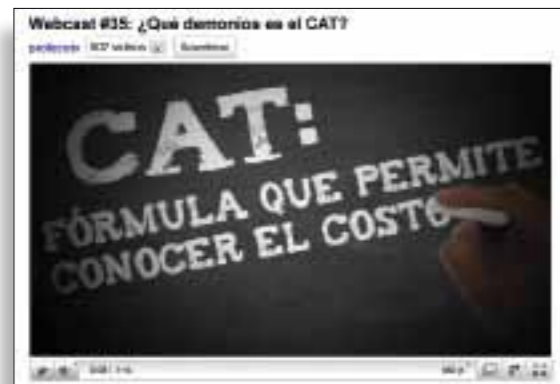 Webcast #35: ¿Qué demonios es el CAT?
CAT:
FÓRMULA QUE PERMITE
CONOCER EL COSTO